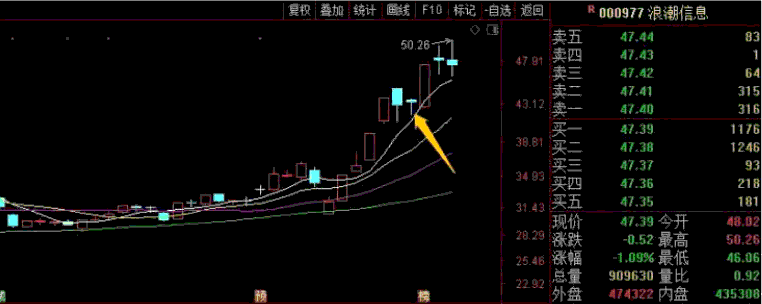 复权 叠加 统计 画线 F10 标记 -自选 返回
R 000977 浪潮信息
50.26
47.91
43.12
38.81
34.93
31.43
28.29
25.46
22.92
卖五 47.44 83
卖四 47.43 1
卖三 47.42 64
卖二 47.41 315
卖一 47.40 316
买一 47.39 1176
买二 47.38 1246
买三 47.37 93
买四 47.36 218
买五 47.35 181
现价 47.39 今开 48.02
涨跌 -0.52 最高 50.26
涨幅 -1.09% 最低 46.06
总量 909630 量比 0.92
外盘 474322 内盘 435308
预
榜